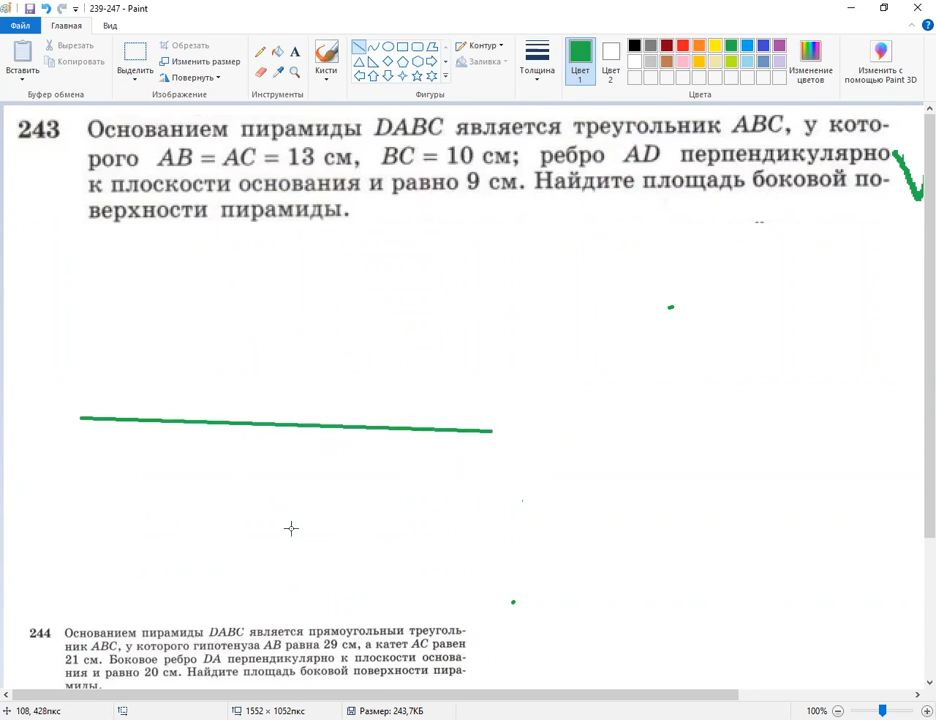 239-247 - Paint
Файл
Главная
Вид
Вставить
Вырезать
Копировать
Буфер обмена
Выделить
Обрезать
Изменить размер
Повернуть
Изображение
Инструменты
Кисти
Контур
Заливка
Фигуры
Толщина
Цвет 1
Цвет 2
Цвета
Изменение цветов
Изменить с помощью Paint 3D
243 Основанием пирамиды DABC является треугольник ABC, у кото-
рого AB = AC = 13 см, BC = 10 см; ребро AD перпендикулярно
к плоскости основания и равно 9 см. Найдите площадь боковой по-
верхности пирамиды.
244 Основанием пирамиды DABC является прямоугольный треуголь-
ник ABC, у которого гипотенуза AB равна 29 см, а катет AC равен
21 см. Боковое ребро DA перпендикулярно к плоскости основа-
ния и равно 20 см. Найдите площадь боковой поверхности пира-
миды.
108, 428пкс
1552 × 1052пкс
Размер: 243,7КБ
100%